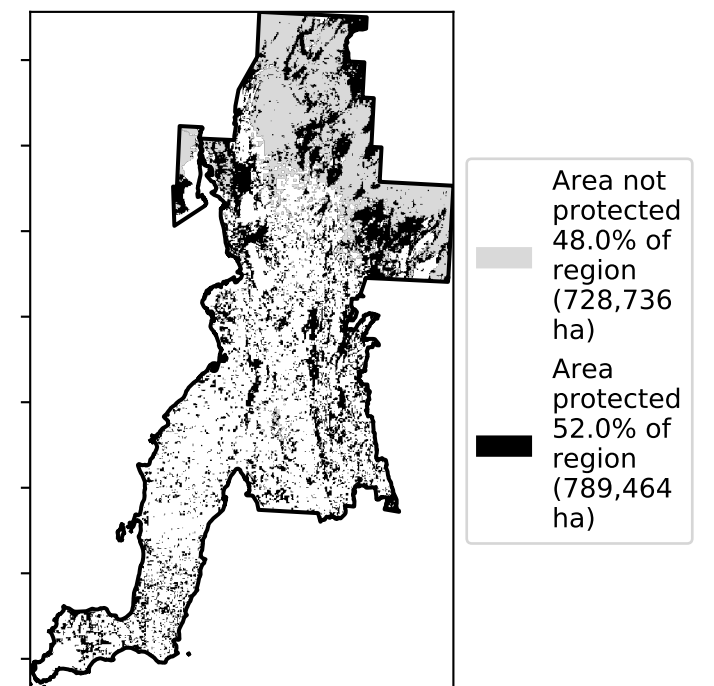 Area not
protected
48.0% of
region
(728,736
ha)
Area
protected
52.0% of
region
(789,464
ha)